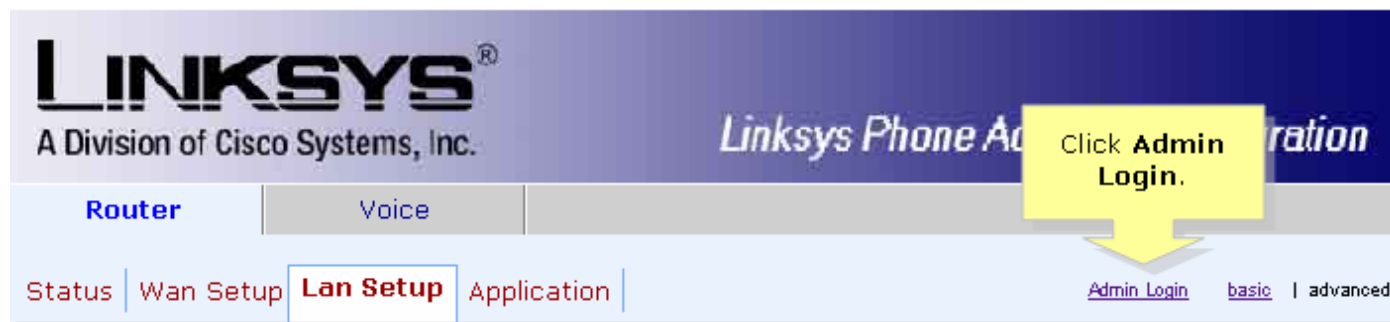 LINKSYS®
A Division of Cisco Systems, Inc.
Linksys Phone Ad
ration
Click Admin
Login.
Router
Voice
Status
Wan Setup
Lan Setup
Application
Admin Login
basic | advanced